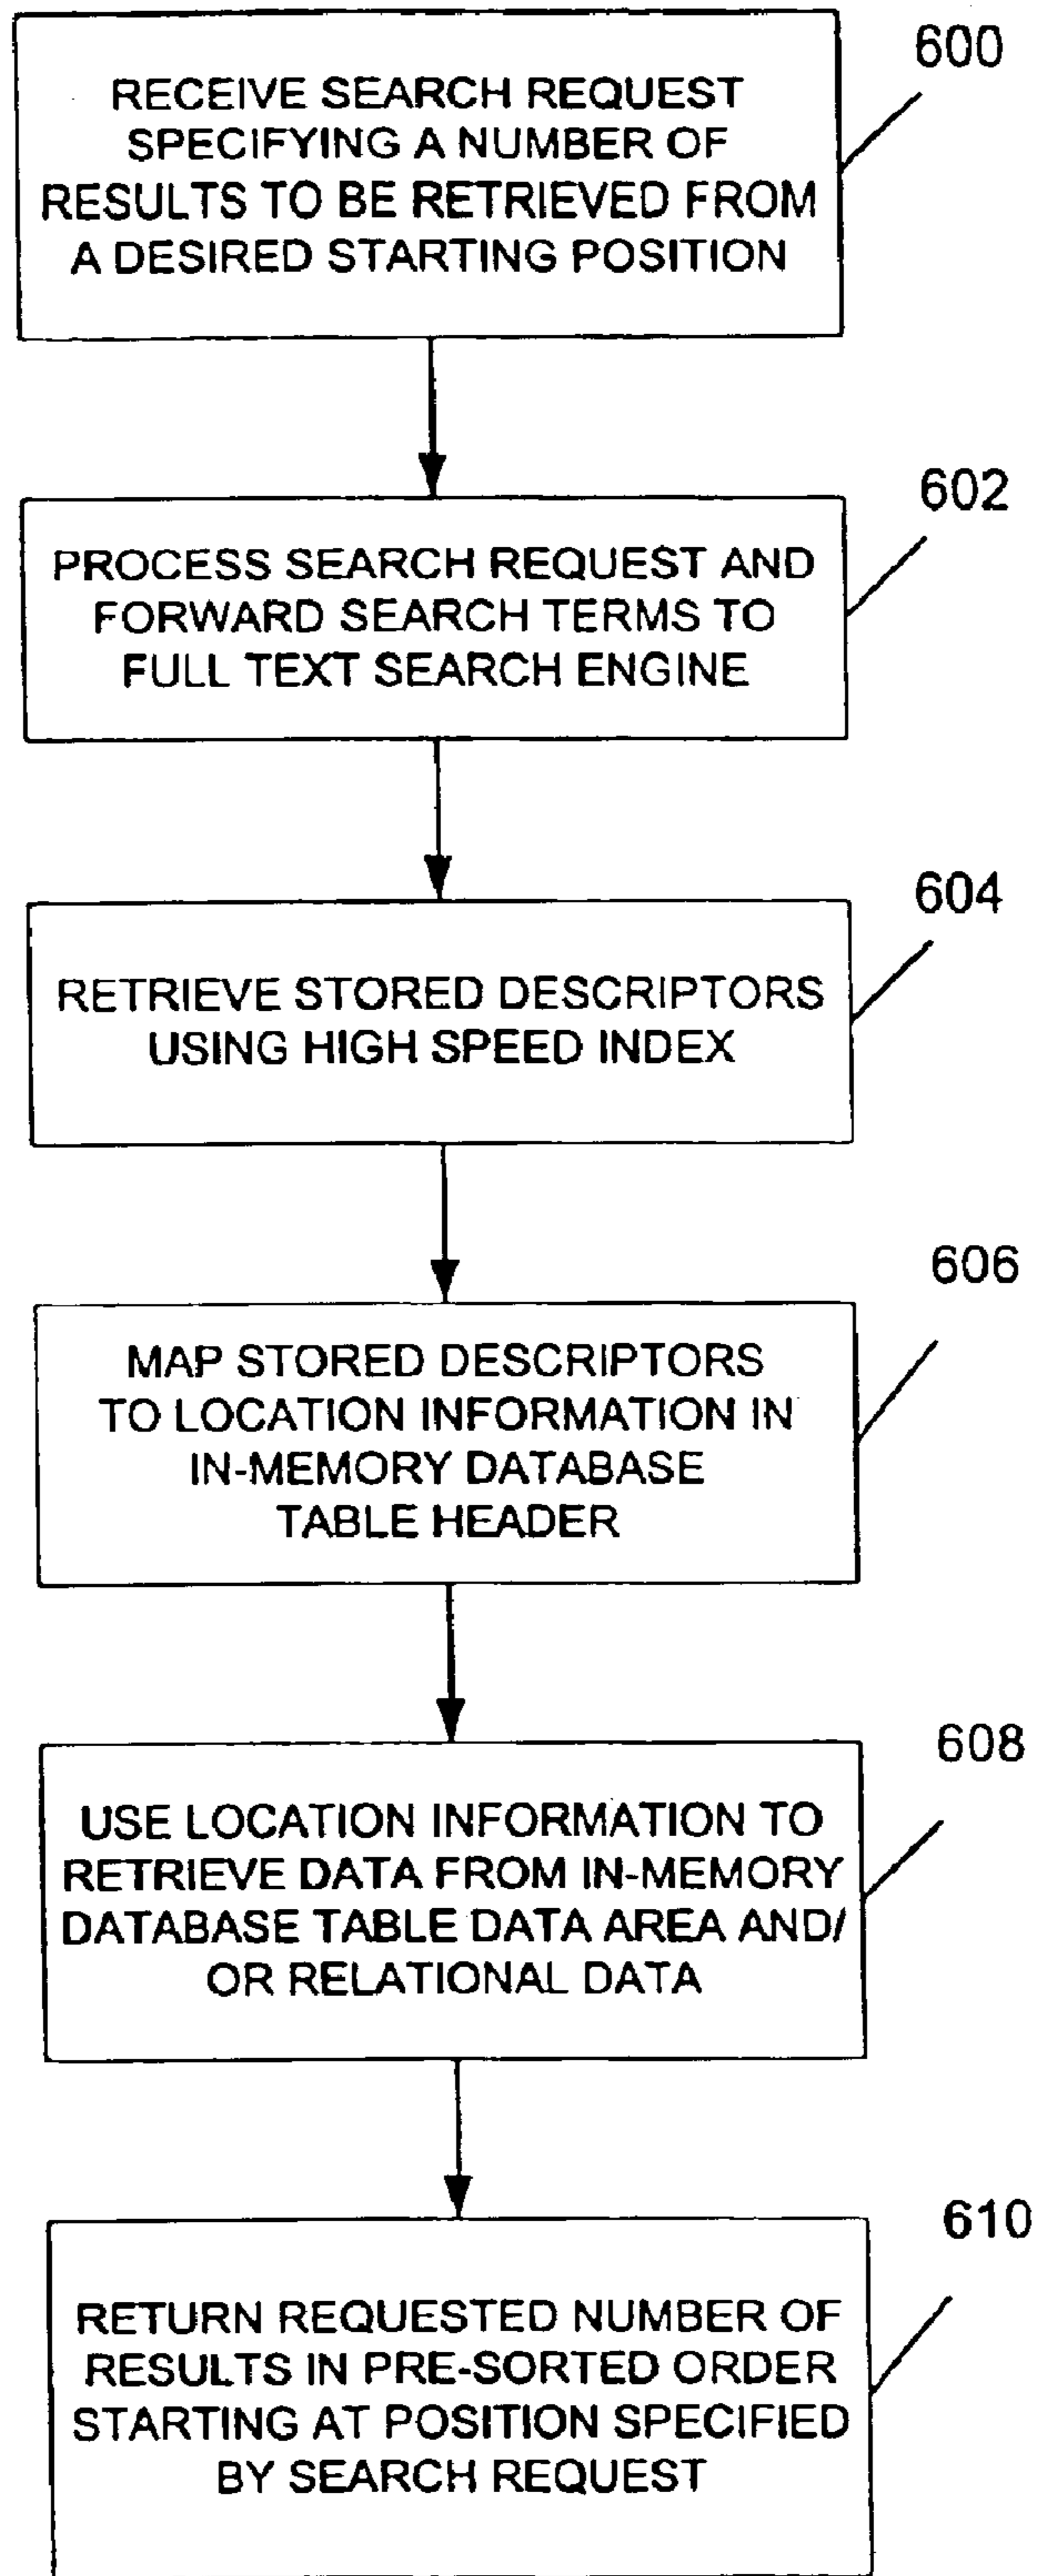 600
RECEIVE SEARCH REQUEST
SPECIFYING A NUMBER OF
RESULTS TO BE RETRIEVED FROM
A DESIRED STARTING POSITION
602
PROCESS SEARCH REQUEST AND
FORWARD SEARCH TERMS TO
FULL TEXT SEARCH ENGINE
604
RETRIEVE STORED DESCRIPTORS
USING HIGH SPEED INDEX
606
MAP STORED DESCRIPTORS
TO LOCATION INFORMATION IN
IN-MEMORY DATABASE
TABLE HEADER
608
USE LOCATION INFORMATION TO
RETRIEVE DATA FROM IN-MEMORY
DATABASE TABLE DATA AREA AND/
OR RELATIONAL DATA
610
RETURN REQUESTED NUMBER OF
RESULTS IN PRE-SORTED ORDER
STARTING AT POSITION SPECIFIED
BY SEARCH REQUEST